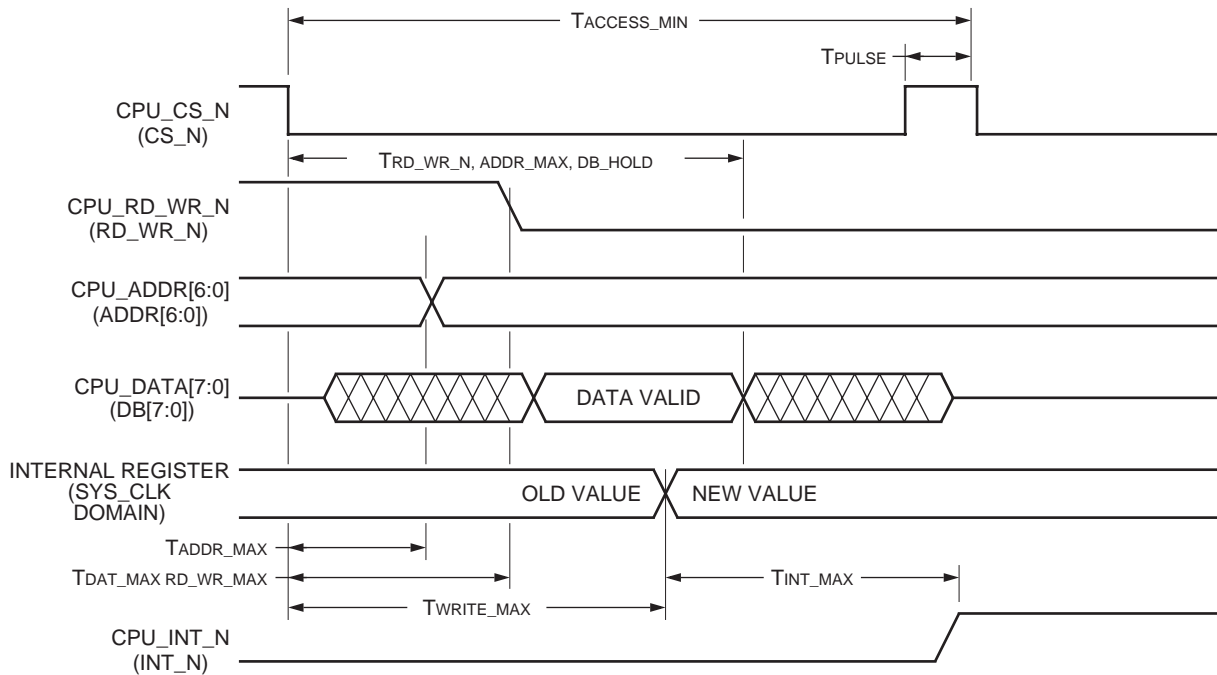 TACCESS_MIN
TPULSE
CPU_CS_N
(CS_N)
TRD_WR_N, ADDR_MAX, DB_HOLD
CPU_RD_WR_N
(RD_WR_N)
CPU_ADDR[6:0]
(ADDR[6:0])
CPU_DATA[7:0]
(DB[7:0])
DATA VALID
INTERNAL REGISTER
(SYS_CLK
DOMAIN)
OLD VALUE
NEW VALUE
TADDR_MAX
TDAT_MAX RD_WR_MAX
TINT_MAX
TWRITE_MAX
CPU_INT_N
(INT_N)